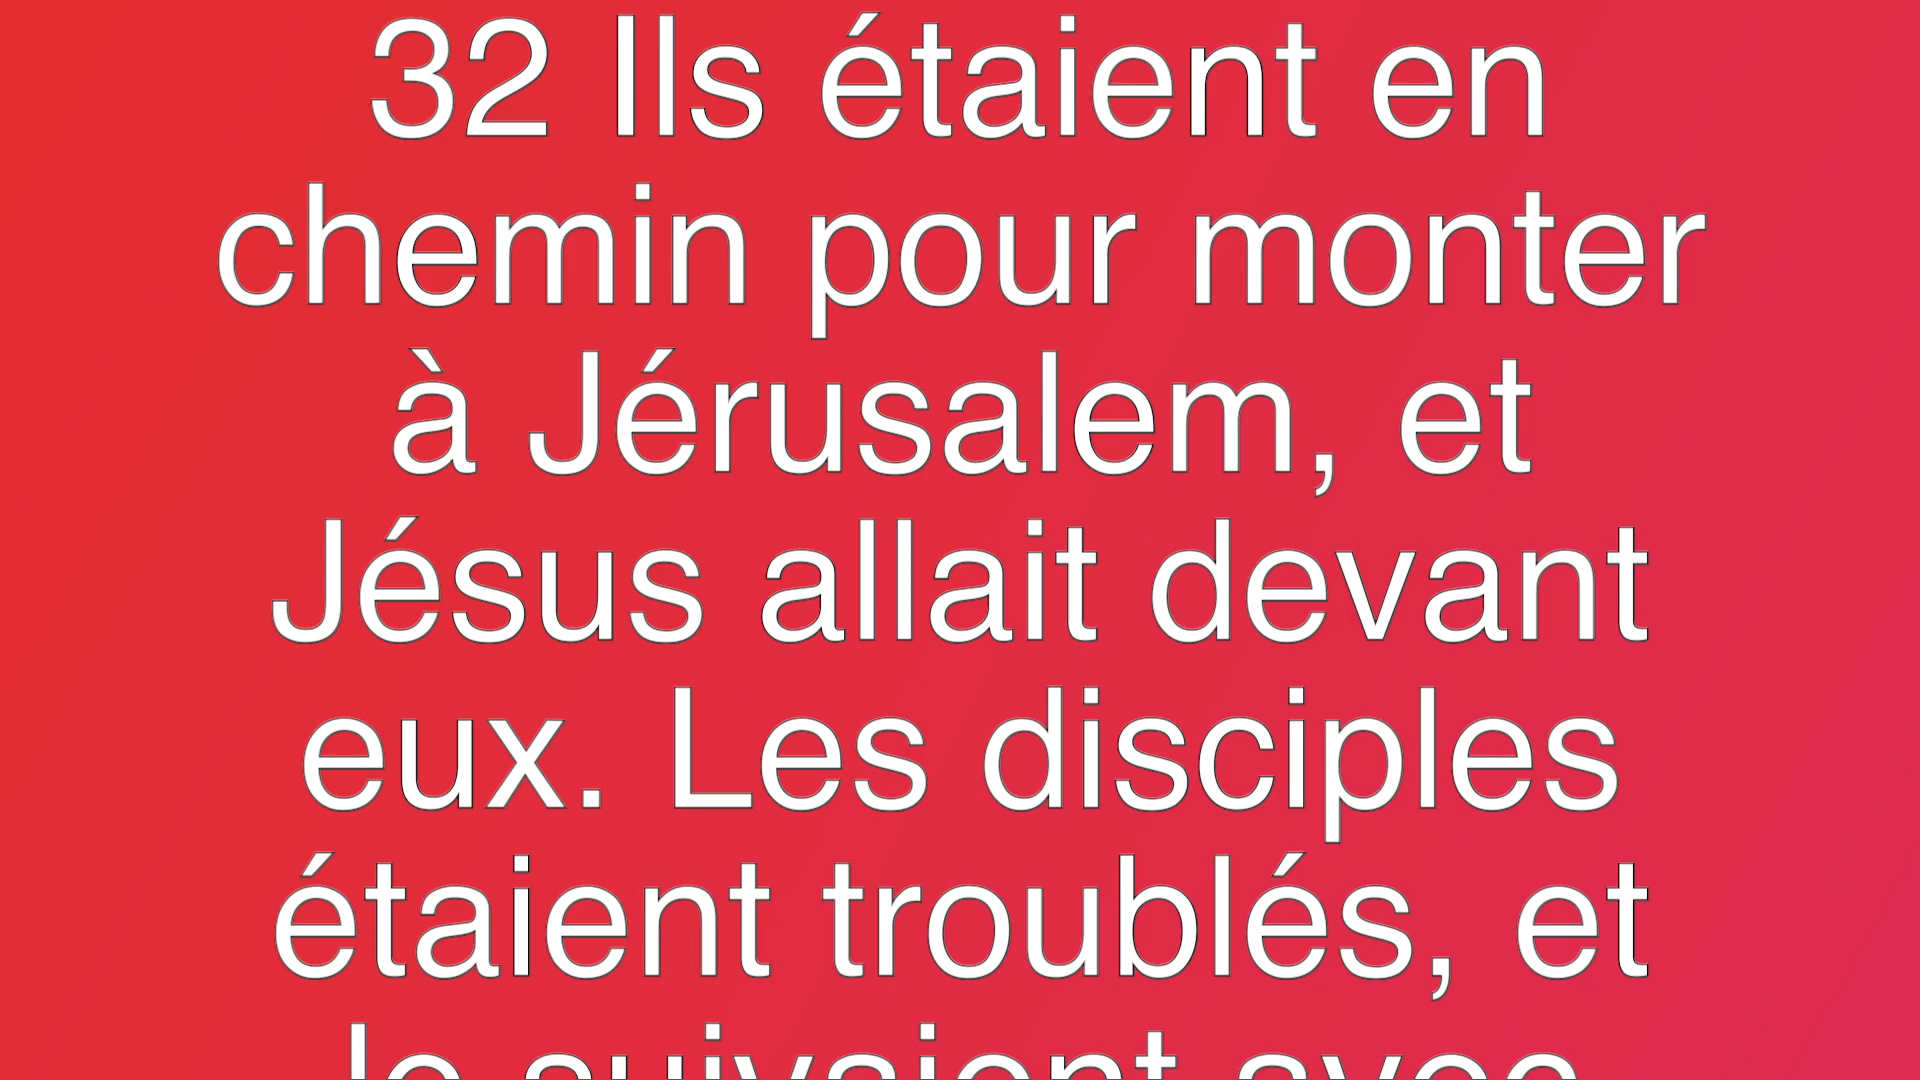 32 Ils étaient en
chemin pour monter
à Jérusalem, et
Jésus allait devant
eux. Les disciples
étaient troublés, et
le suivaient avec